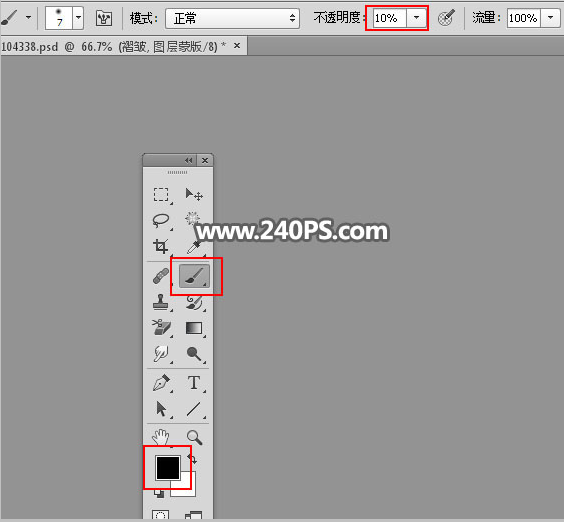 7 模式： 正常 不透明度： 10% 流量： 100%
104338.psd @ 66.7% (褶皱, 图层蒙版/8) * ×
www.240PS.com
T